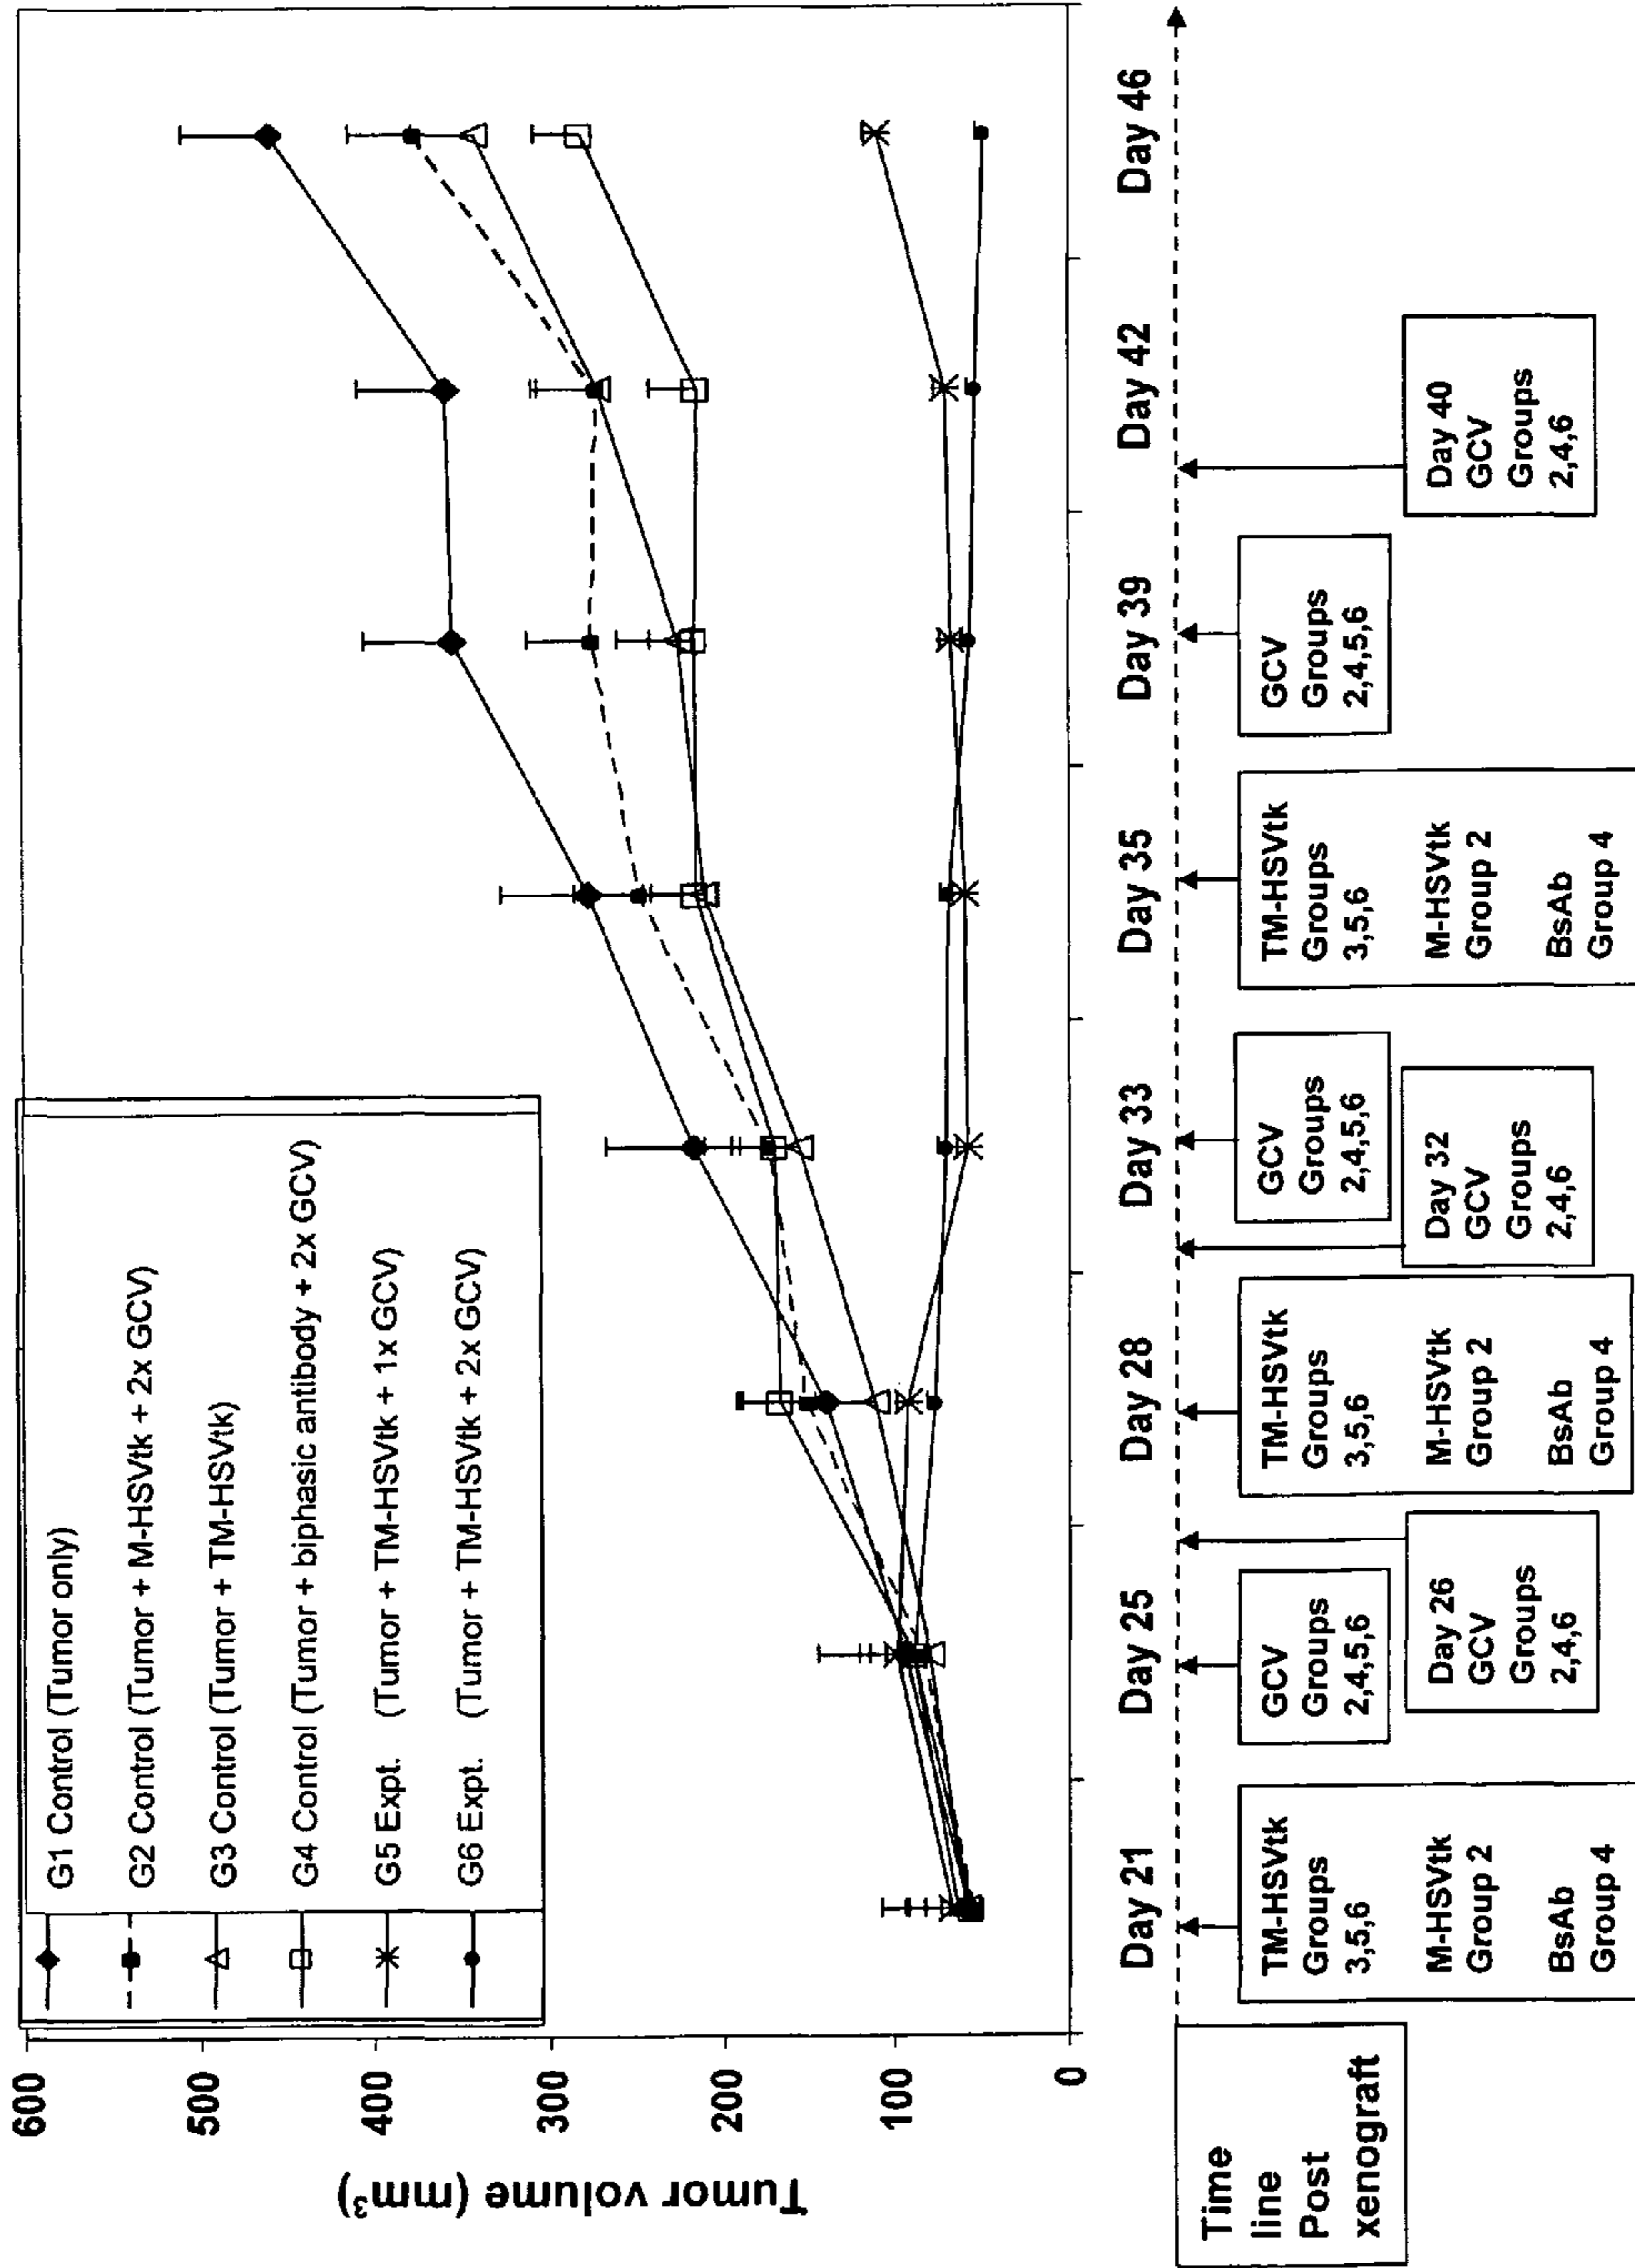 Tumor volume (mm³)
600
500
400
300
200
100
0
G1 Control (Tumor only)
G2 Control (Tumor + M-HSVtk + 2x GCV)
G3 Control (Tumor + TM-HSVtk)
G4 Control (Tumor + biphasic antibody + 2x GCV)
G5 Expt. (Tumor + TM-HSVtk + 1x GCV)
G6 Expt. (Tumor + TM-HSVtk + 2x GCV)
Day 21
Day 25
Day 28
Day 33
Day 35
Day 39
Day 42
Day 46
Time
line
Post
xenograft
TM-HSVtk
Groups
3,5,6
M-HSVtk
Group 2
BsAb
Group 4
GCV
Groups
2,4,5,6
Day 26
GCV
Groups
2,4,6
TM-HSVtk
Groups
3,5,6
M-HSVtk
Group 2
BsAb
Group 4
Day 32
GCV
Groups
2,4,6
GCV
Groups
2,4,5,6
TM-HSVtk
Groups
3,5,6
M-HSVtk
Group 2
BsAb
Group 4
GCV
Groups
2,4,5,6
Day 40
GCV
Groups
2,4,6